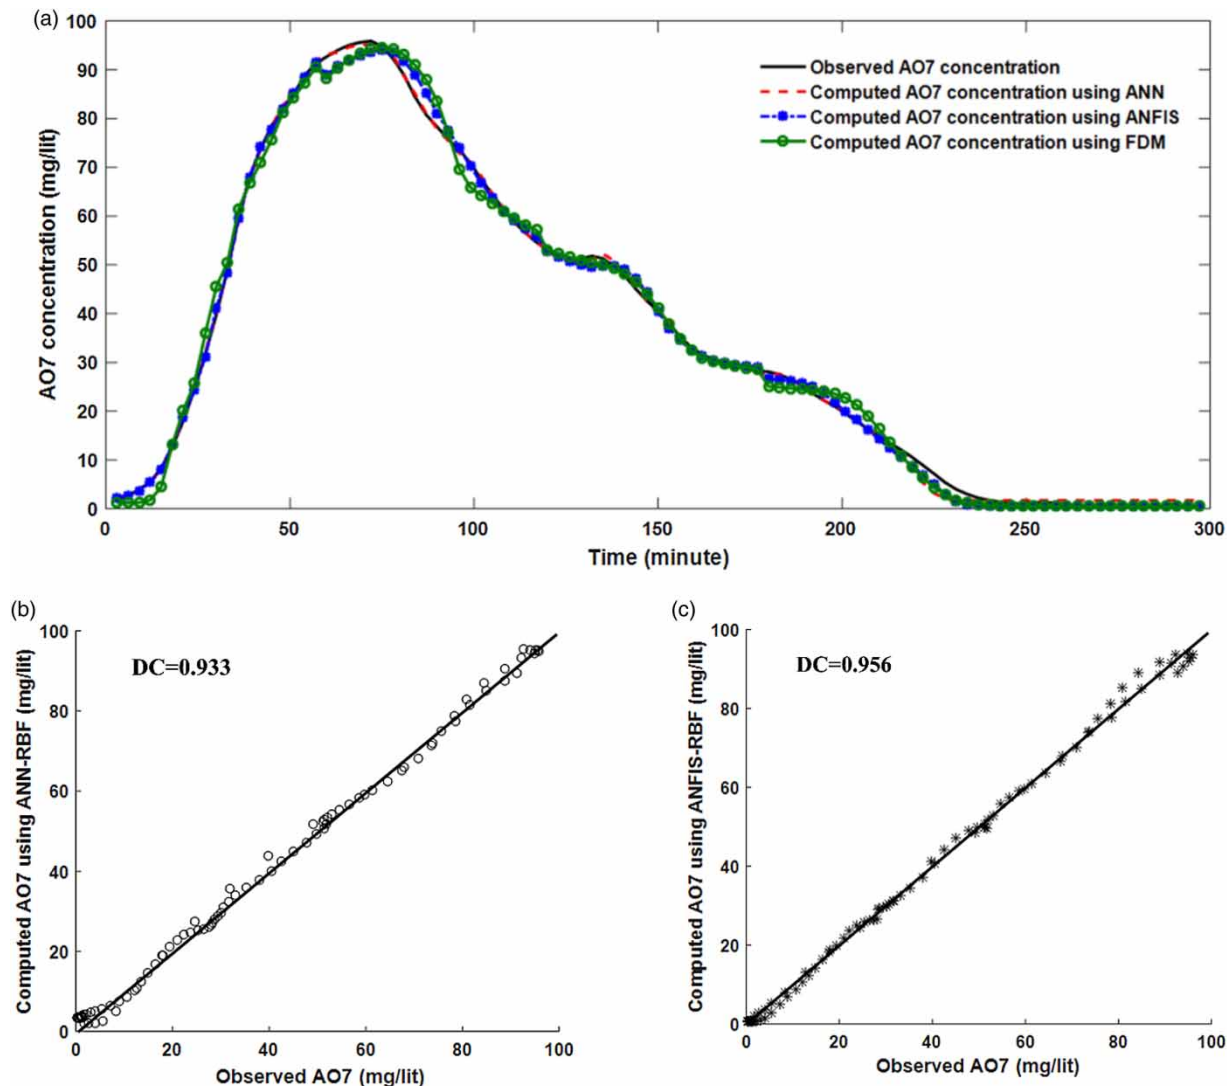 (a)
100
90
80
70
60
50
40
30
20
10
0
AO7 concentration (mg/lit)
Observed AO7 concentration
Computed AO7 concentration using ANN
Computed AO7 concentration using ANFIS
Computed AO7 concentration using FDM
0 50 100 150 200 250 300
Time (minute)
(b)
100
80
60
40
20
0
Computed AO7 using ANN-RBF (mg/lit)
DC=0.933
0 20 40 60 80 100
Observed AO7 (mg/lit)
(c)
100
80
60
40
20
0
Computed AO7 using ANFIS-RBF (mg/lit)
DC=0.956
0 20 40 60 80 100
Observed AO7 (mg/lit)